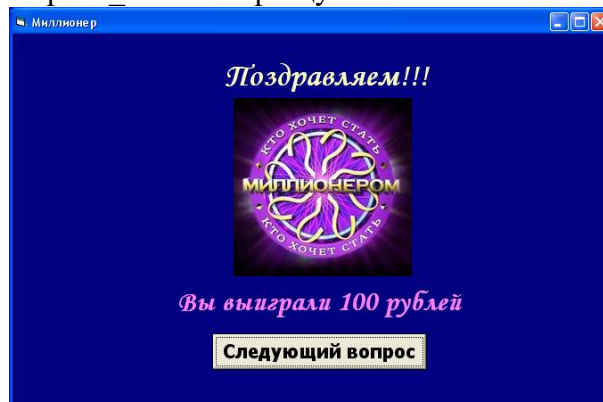 Миллионер
Поздравляем!!!
КТО ХОЧЕТ СТАТЬ
МИЛЛИОНЕРОМ
КТО ХОЧЕТ СТАТЬ
Вы выиграли 100 рублей
Следующий вопрос